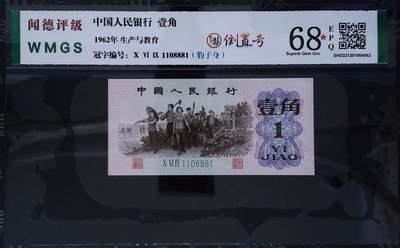 闻德评级
WMGS
中国人民银行 壹角
1962年 生产与教育
冠字编号: X VI IX 1108881 (豹子身)
倒置号
68★
EPQ
Superb Gem Unc
中国人民银行
壹角
1
YI
JIAO
X VI IX 1108881